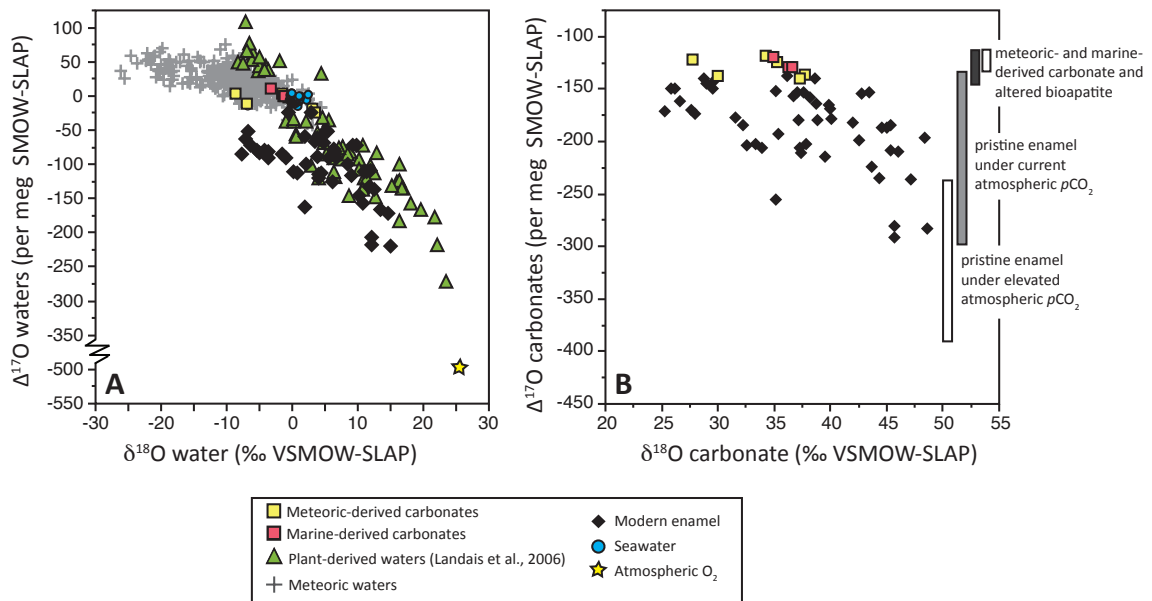 Δ¹⁷O waters (per meg SMOW-SLAP)
100
50
0
-50
-100
-150
-200
-250
-300
-350
-500
-550
A
-30
-20
-10
0
10
20
30
δ¹⁸O water (‰ VSMOW-SLAP)
Δ¹⁷O carbonates (per meg SMOW-SLAP)
-100
-150
-200
-250
-300
-350
-400
-450
B
20
25
30
35
40
45
50
55
δ¹⁸O carbonate (‰ VSMOW-SLAP)
meteoric- and marine-
derived carbonate and
altered bioapatite
pristine enamel
under current
atmospheric pCO₂
pristine enamel
under elevated
atmospheric pCO₂
Meteoric-derived carbonates
Marine-derived carbonates
Plant-derived waters (Landais et al., 2006)
Meteoric waters
Modern enamel
Seawater
Atmospheric O₂